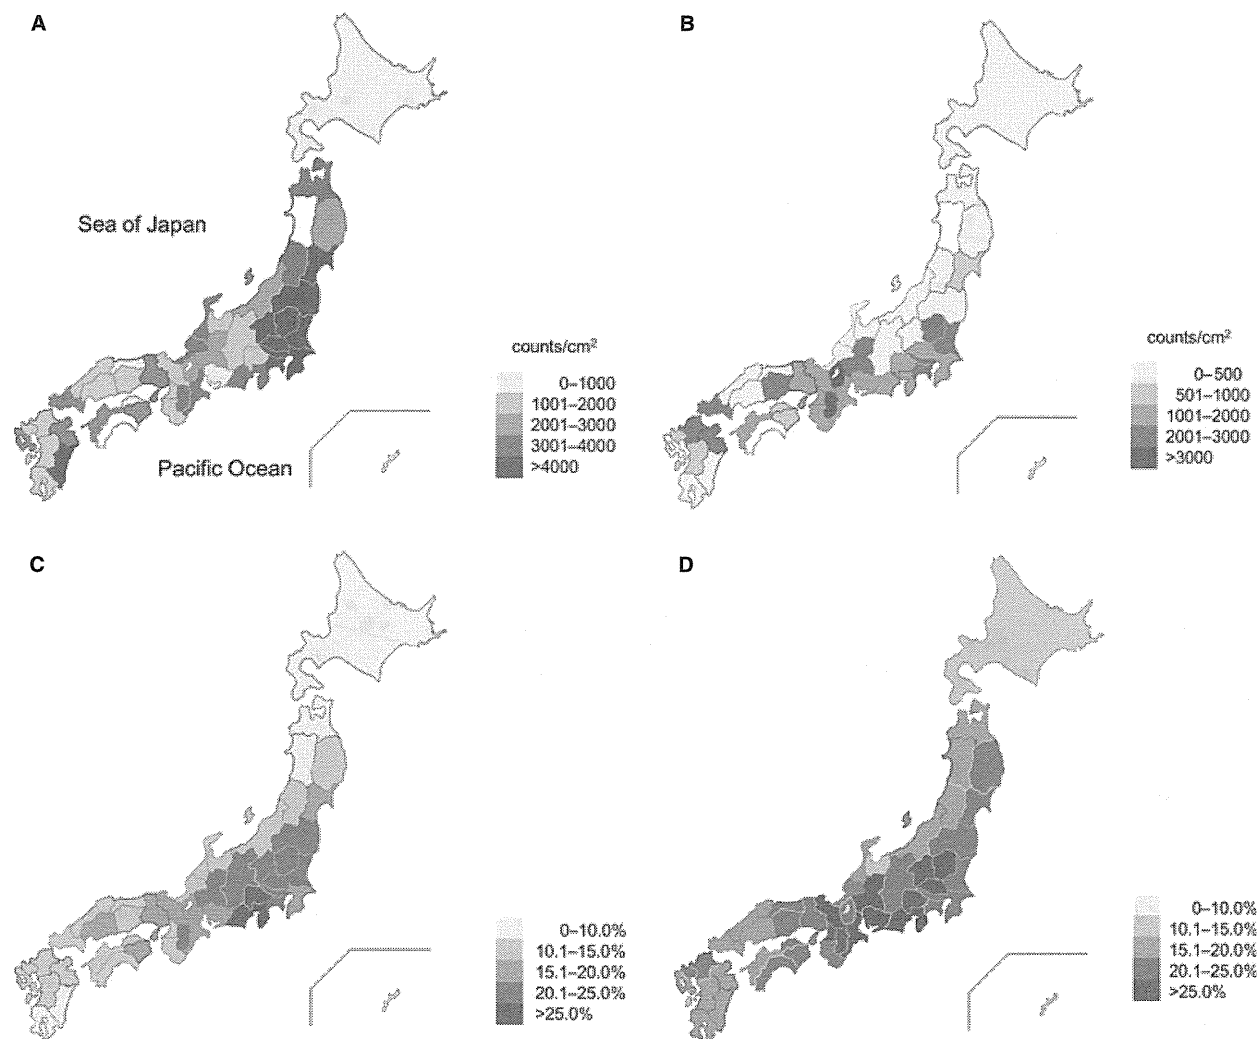 A
Sea of Japan
Pacific Ocean
counts/cm²
0–1000
1001–2000
2001–3000
3001–4000
>4000
B
counts/cm²
0–500
501–1000
1001–2000
2001–3000
>3000
C
0–10.0%
10.1–15.0%
15.1–20.0%
20.1–25.0%
>25.0%
D
0–10.0%
10.1–15.0%
15.1–20.0%
20.1–25.0%
>25.0%